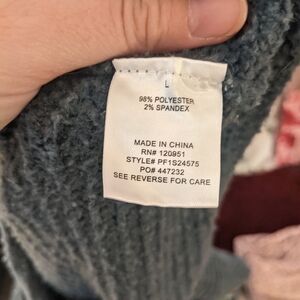 L
98% POLYESTER
2% SPANDEX
MADE IN CHINA
RN# 120951
STYLE# PF1S24575
PO# 447232
SEE REVERSE FOR CARE